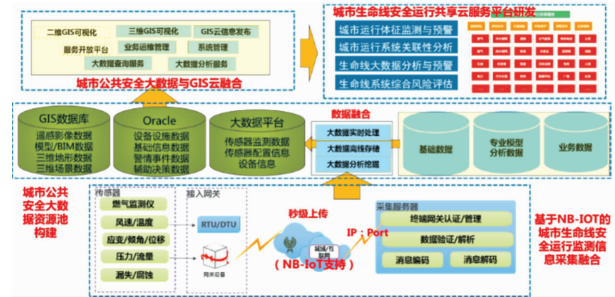 二维GIS可视化
三维GIS可视化
GIS云信息发布
服务开放平台
业务运维管理
系统管理
大数据查询服务
大数据分析服务
城市公共安全大数据与GIS云融合
城市生命线安全运行共享云服务平台研发
城市运行体征监测与预警
城市运行系统关联性分析
生命线大数据分析与预警
生命线系统综合风险评估
GIS数据库
遥感影像数据
模型/BIM数据
三维地形数据
三维场景数据
Oracle
设备设施数据
基础信息数据
警情事件数据
辅助决策数据
大数据平台
传感器监测数据
传感器配置信息
设备信息
数据融合
大数据实时处理
大数据离线存储
大数据分析挖掘
基础数据
专业模型
分析数据
业务数据
城市公共
安全大数
据资源池
构建
传感器
燃气监测仪
风速/温度
应变/倾角/位移
压力/流量
漏失/腐蚀
接入网关
RTU/DTU
网关设备
秒级上传
城域/互
联网
(NB-IoT支持)
IP:Port
采集服务器
终端网关认证/管理
数据验证/解析
消息编码
消息解码
基于NB-IOT的
城市生命线安
全运行监测信
息采集融合